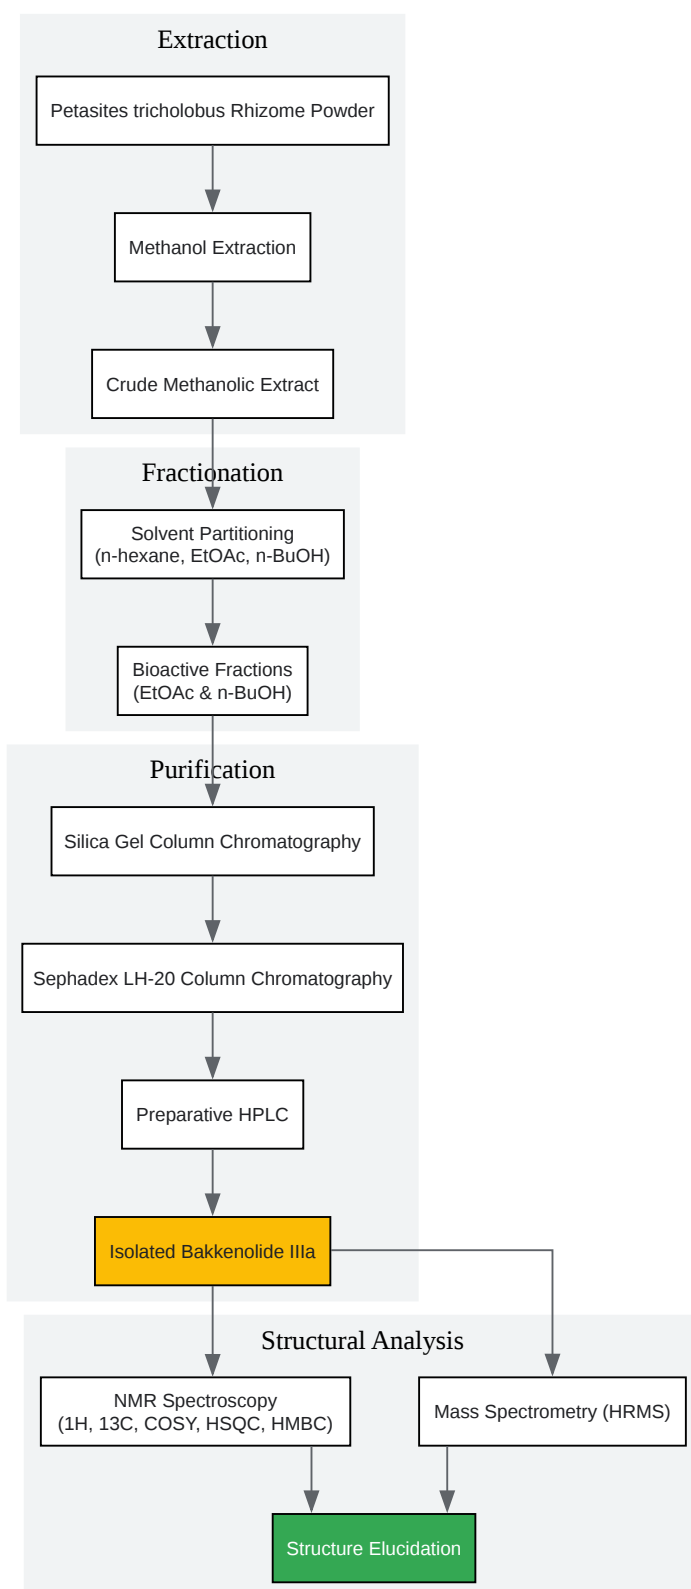 Extraction
Petasites tricholobus Rhizome Powder
Methanol Extraction
Crude Methanolic Extract
Fractionation
Solvent Partitioning
(n-hexane, EtOAc, n-BuOH)
Bioactive Fractions
(EtOAc & n-BuOH)
Purification
Silica Gel Column Chromatography
Sephadex LH-20 Column Chromatography
Preparative HPLC
Isolated Bakkenolide IIIa
Structural Analysis
NMR Spectroscopy
(1H, 13C, COSY, HSQC, HMBC)
Mass Spectrometry (HRMS)
Structure Elucidation